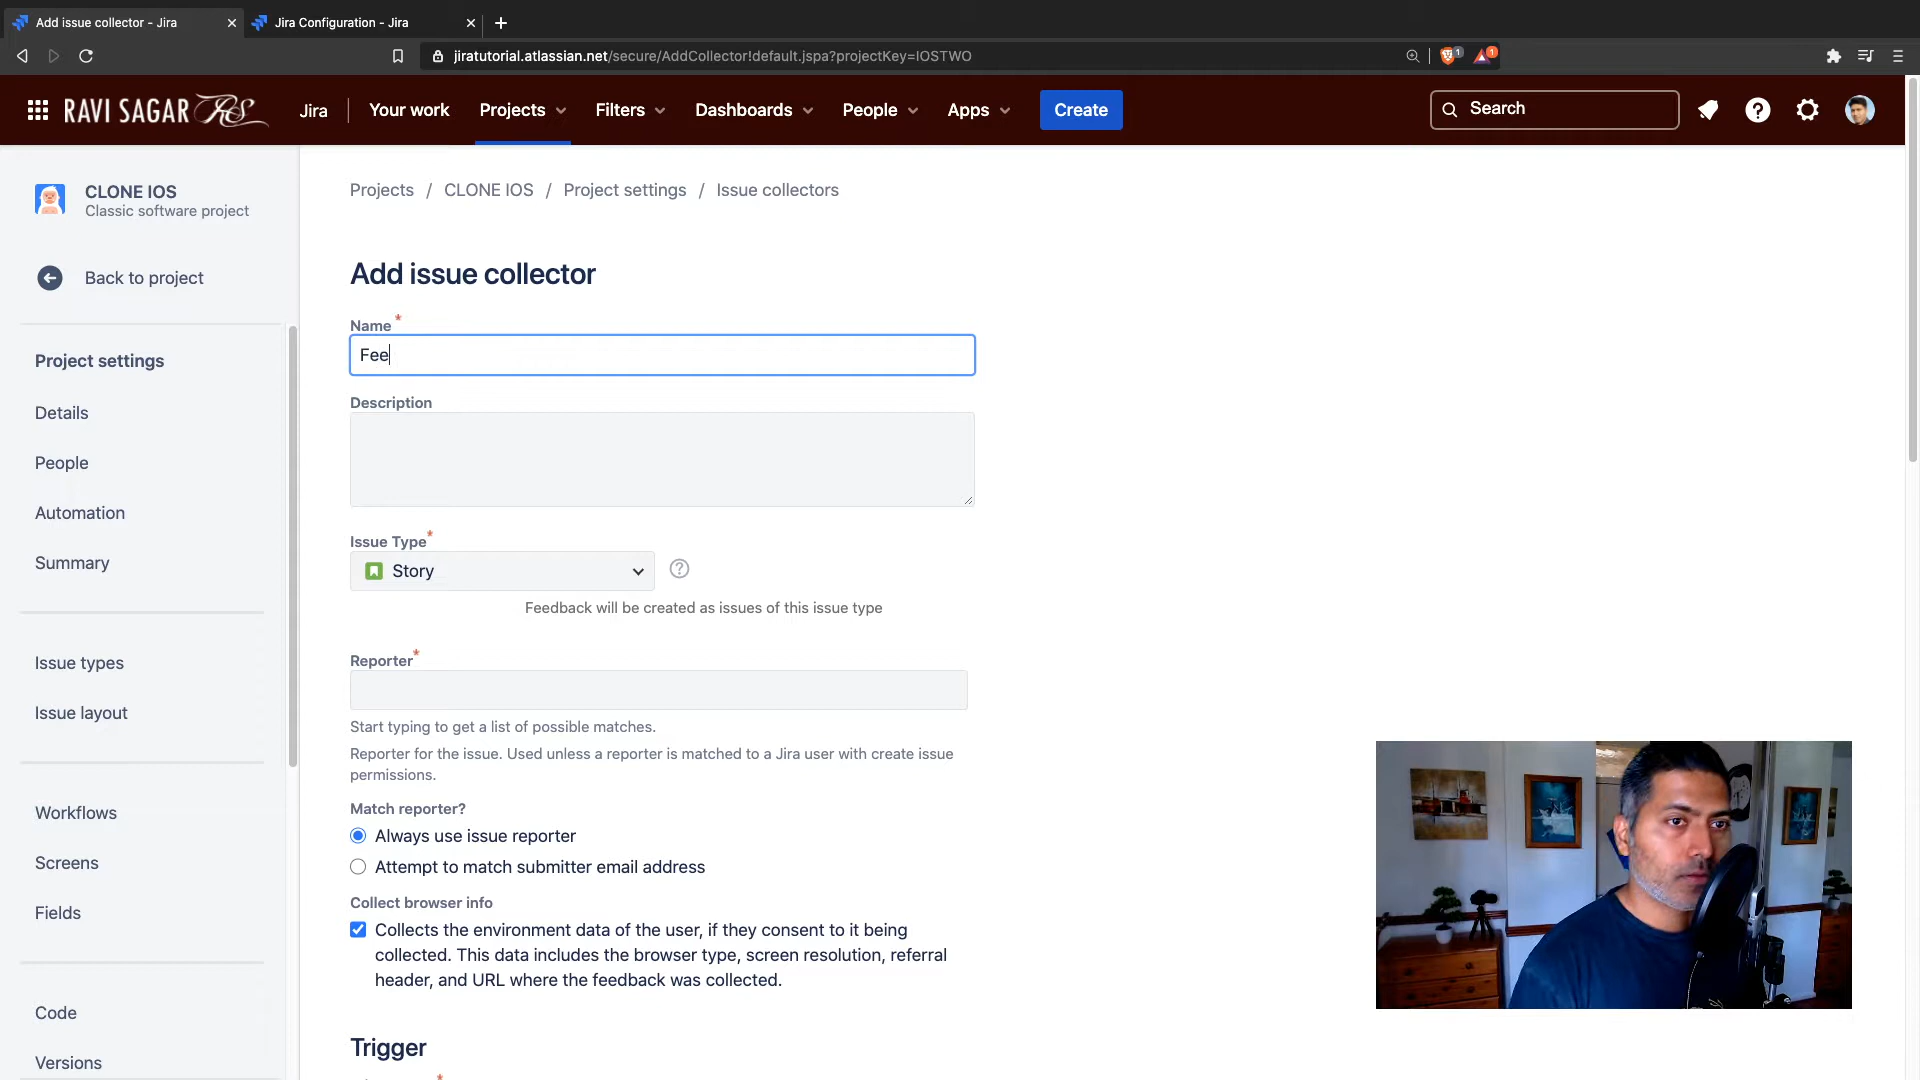 Add issue collector - Jira
Jira Configuration - Jira
jiratutorial.atlassian.net/secure/AddCollector!default.jspa?projectKey=IOSTWO
1
1
RAVI SAGAR RS
Jira
Your work
Projects
Filters
Dashboards
People
Apps
Create
Search
CLONE IOS
Classic software project
Back to project
Project settings
Details
People
Automation
Summary
Issue types
Issue layout
Workflows
Screens
Fields
Code
Versions
Projects / CLONE IOS / Project settings / Issue collectors
Add issue collector
Name *
Fee
Description
Issue Type *
Story
Feedback will be created as issues of this issue type
Reporter *
Start typing to get a list of possible matches.
Reporter for the issue. Used unless a reporter is matched to a Jira user with create issue
permissions.
Match reporter?
Always use issue reporter
Attempt to match submitter email address
Collect browser info
Collects the environment data of the user, if they consent to it being
collected. This data includes the browser type, screen resolution, referral
header, and URL where the feedback was collected.
Trigger